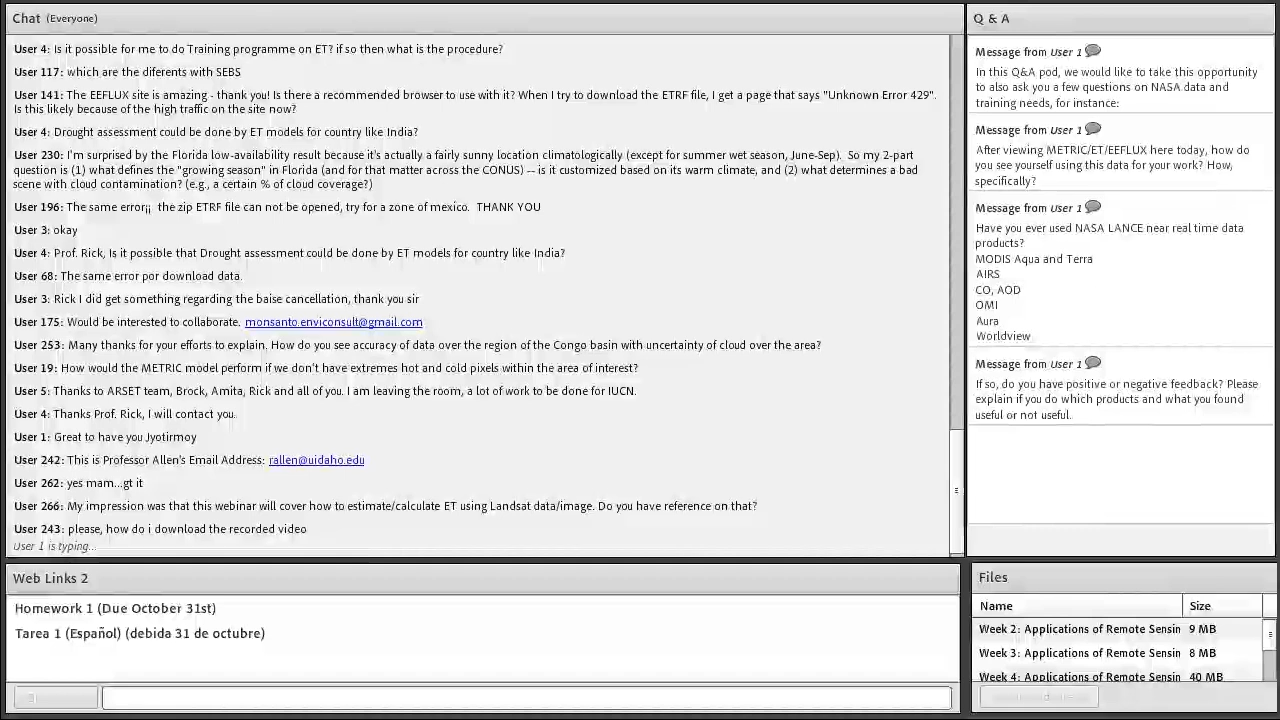 Chat (Everyone)
User 4: Is it possible for me to do Training programme on ET? if so then what is the procedure?
User 117: which are the diferents with SEBS
User 141: The EEFLUX site is amazing - thank you! Is there a recommended browser to use with it? When I try to download the ETRF file, I get a page that says "Unknown Error 429".
Is this likely because of the high traffic on the site now?
User 4: Drought assessment could be done by ET models for country like India?
User 230: I'm surprised by the Florida low-availability result because it's actually a fairly sunny location climatologically (except for summer wet season, June-Sep). So my 2-part
question is (1) what defines the "growing season" in Florida (and for that matter across the CONUS) -- is it customized based on its warm climate, and (2) what determines a bad
scene with cloud contamination? (e.g., a certain % of cloud coverage?)
User 196: The same error¡¡ the zip ETRF file can not be opened, try for a zone of mexico. THANK YOU
User 3: okay
User 4: Prof. Rick, Is it possible that Drought assessment could be done by ET models for country like India?
User 68: The same error por download data.
User 3: Rick I did get something regarding the baise cancellation, thank you sir
User 175: Would be interested to collaborate. monsanto.enviconsult@gmail.com
User 253: Many thanks for your efforts to explain. How do you see accuracy of data over the region of the Congo basin with uncertainty of cloud over the area?
User 19: How would the METRIC model perform if we don't have extremes hot and cold pixels within the area of interest?
User 5: Thanks to ARSET team, Brock, Amita, Rick and all of you. I am leaving the room, a lot of work to be done for IUCN.
User 4: Thanks Prof. Rick, I will contact you.
User 1: Great to have you Jyotirmoy
User 242: This is Professor Allen's Email Address: rallen@uidaho.edu
User 262: yes mam...gt it
User 266: My impression was that this webinar will cover how to estimate/calculate ET using Landsat data/image. Do you have reference on that?
User 243: please, how do i download the recorded video
User 1 is typing...
Q & A
Message from User 1
In this Q&A pod, we would like to take this opportunity
to also ask you a few questions on NASA data and
training needs, for instance:
Message from User 1
After viewing METRIC/ET/EEFLUX here today, how do
you see yourself using this data for your work? How,
specifically?
Message from User 1
Have you ever used NASA LANCE near real time data
products?
MODIS Aqua and Terra
AIRS
CO, AOD
OMI
Aura
Worldview
Message from User 1
If so, do you have positive or negative feedback? Please
explain if you do which products and what you found
useful or not useful.
Web Links 2
Homework 1 (Due October 31st)
Tarea 1 (Español) (debida 31 de octubre)
Files
Name Size
Week 2: Applications of Remote Sensin 9 MB
Week 3: Applications of Remote Sensin 8 MB
Week 4: Applications of Remote Sensin 40 MB